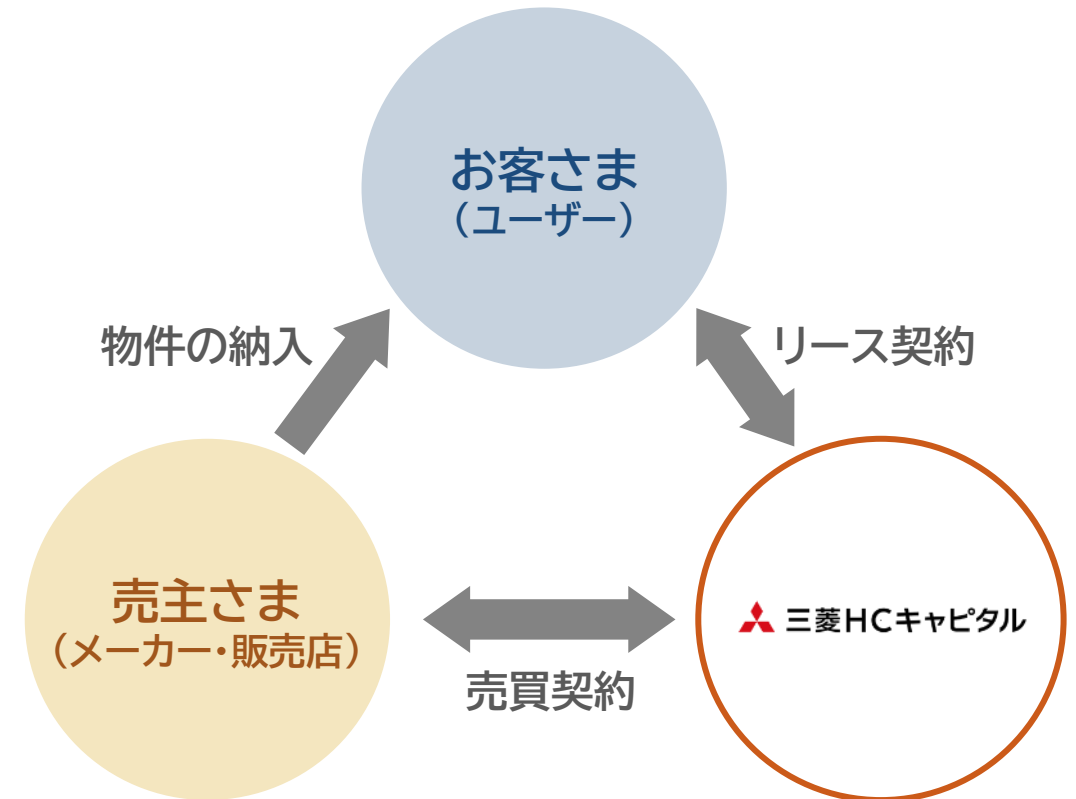 お客さま
（ユーザー）
物件の納入
リース契約
売主さま
（メーカー・販売店）
三菱HCキャピタル
売買契約